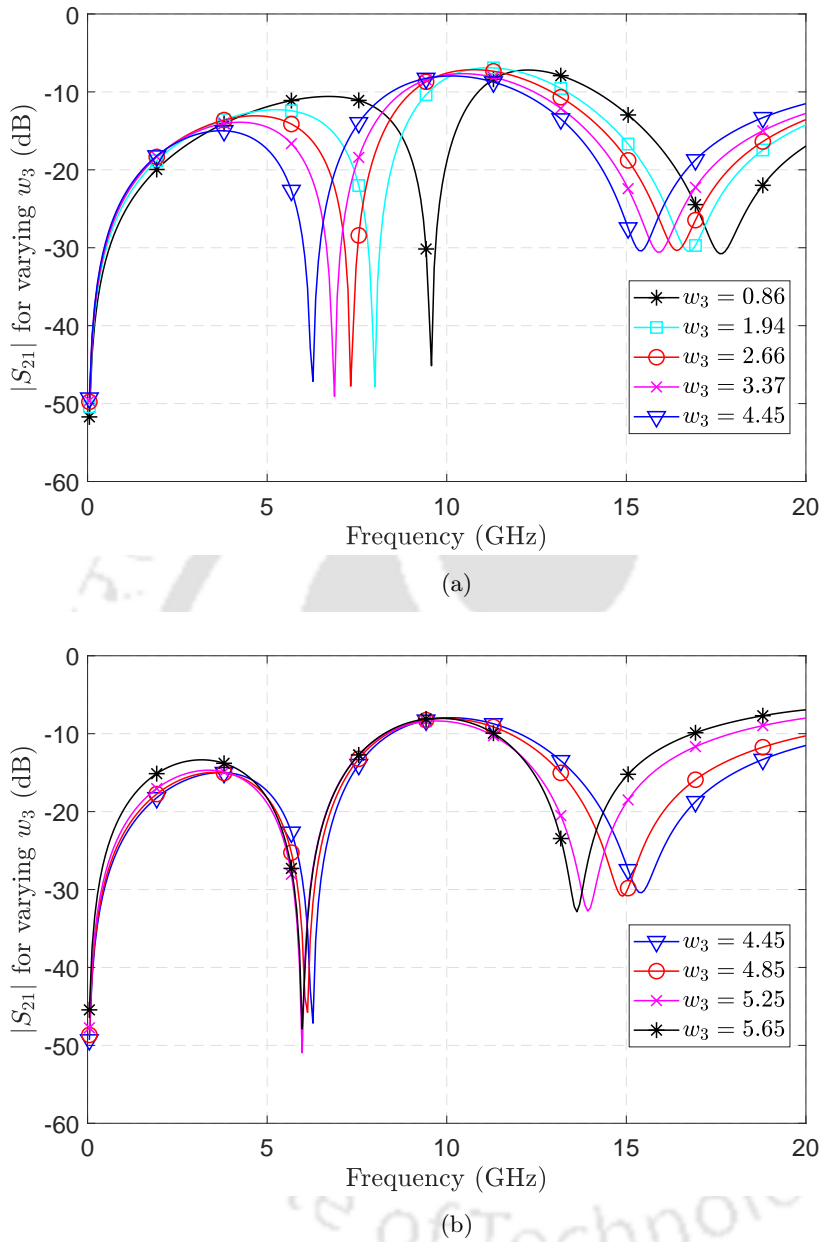 0
-10
-20
-30
-40
-50
-60
|S₂₁| for varying w₃ (dB)
w₃ = 0.86
w₃ = 1.94
w₃ = 2.66
w₃ = 3.37
w₃ = 4.45
0 5 10 15 20
Frequency (GHz)
(a)
0
-10
-20
-30
-40
-50
-60
|S₂₁| for varying w₃ (dB)
w₃ = 4.45
w₃ = 4.85
w₃ = 5.25
w₃ = 5.65
0 5 10 15 20
Frequency (GHz)
(b)
of Technolo